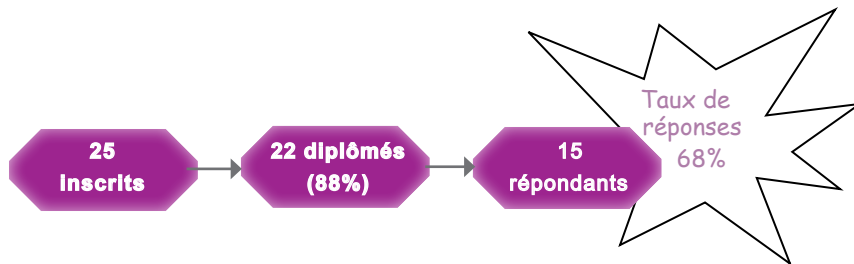 25
inscrits
22 diplômés
(88%)
15
répondants
Taux de
réponses
68%